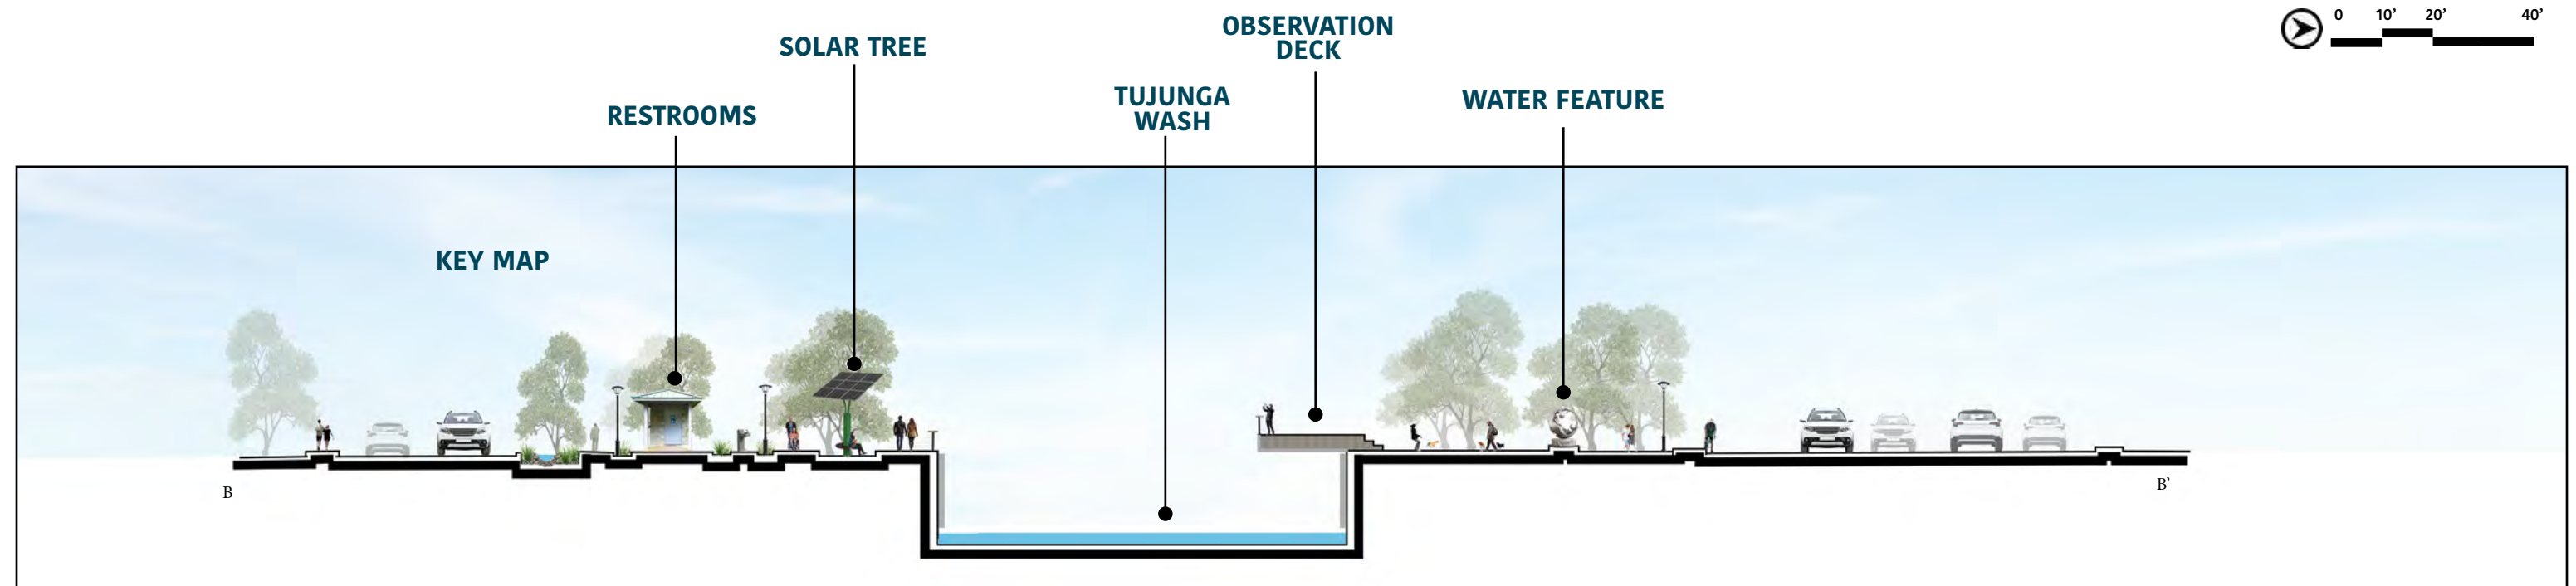 0 10’ 20’ 40’
OBSERVATION
DECK
SOLAR TREE
TUJUNGA
WASH
WATER FEATURE
RESTROOMS
KEY MAP
B
B’